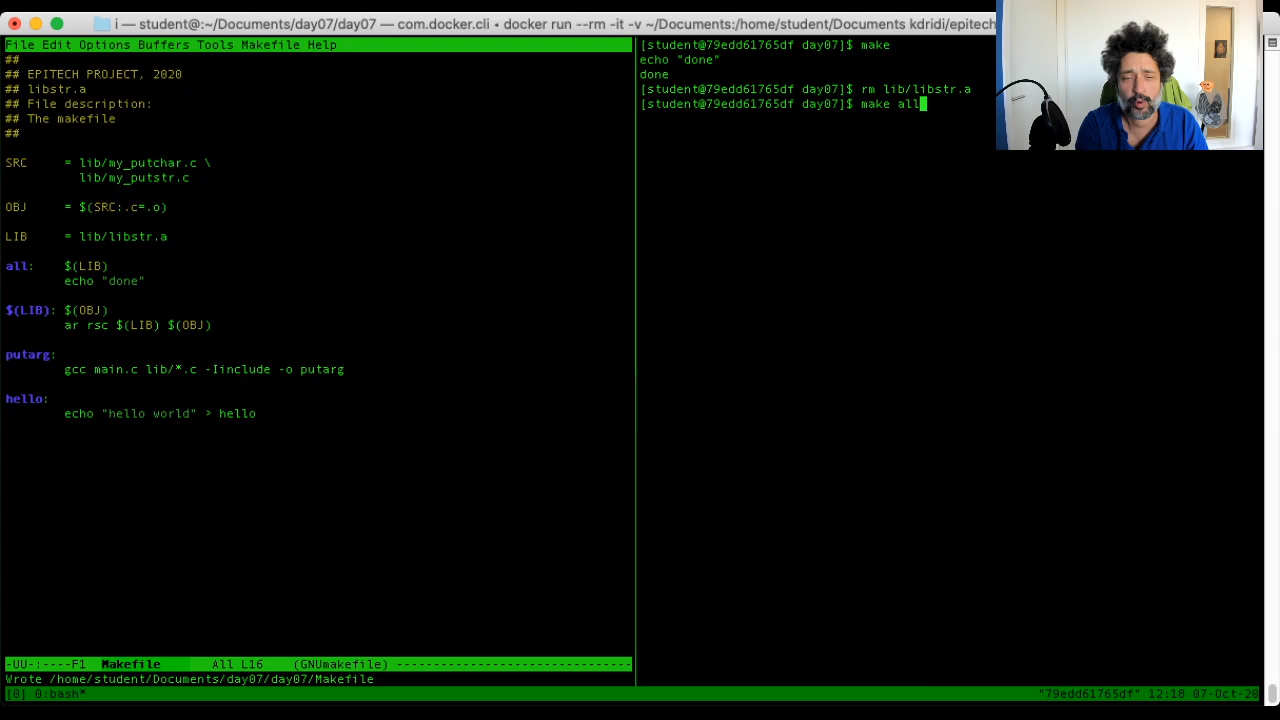 i — student@:~/Documents/day07/day07 — com.docker.cli ◂ docker run --rm -it -v ~/Documents:/home/student/Documents kdridi/epitech
File Edit Options Buffers Tools Makefile Help
##
## EPITECH PROJECT, 2020
## libstr.a
## File description:
## The makefile
##
SRC = lib/my_putchar.c \
lib/my_putstr.c
OBJ = $(SRC:.c=.o)
LIB = lib/libstr.a
all: $(LIB)
echo "done"
$(LIB): $(OBJ)
ar rsc $(LIB) $(OBJ)
putarg:
gcc main.c lib/*.c -Iinclude -o putarg
hello:
echo "hello world" > hello
-UU-:----F1 Makefile All L16 (GNUmakefile) --------------------------------
Wrote /home/student/Documents/day07/day07/Makefile
[student@79edd61765df day07]$ make
echo "done"
done
[student@79edd61765df day07]$ rm lib/libstr.a
[student@79edd61765df day07]$ make all
[0] 0:bash* "79edd61765df" 12:18 07-Oct-20